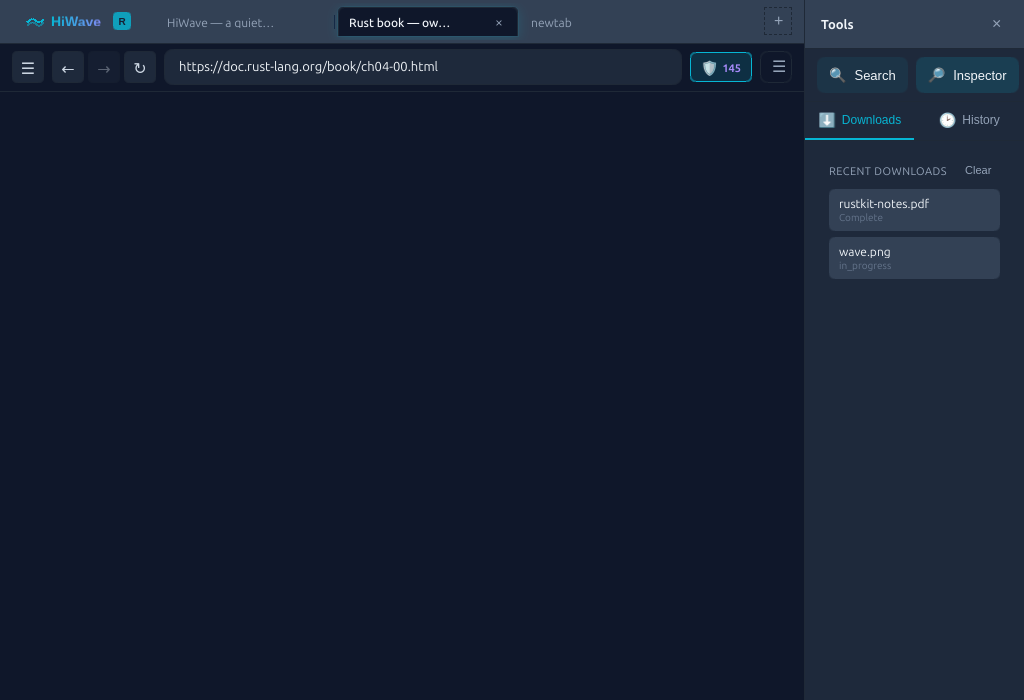 HiWave R
HiWave — a quiet…
Rust book — ow… ×
newtab
+
Tools ×
☰ ← → ↻ https://doc.rust-lang.org/book/ch04-00.html 145 ☰
Search Inspector
Downloads History
RECENT DOWNLOADS Clear
rustkit-notes.pdf
Complete
wave.png
in_progress